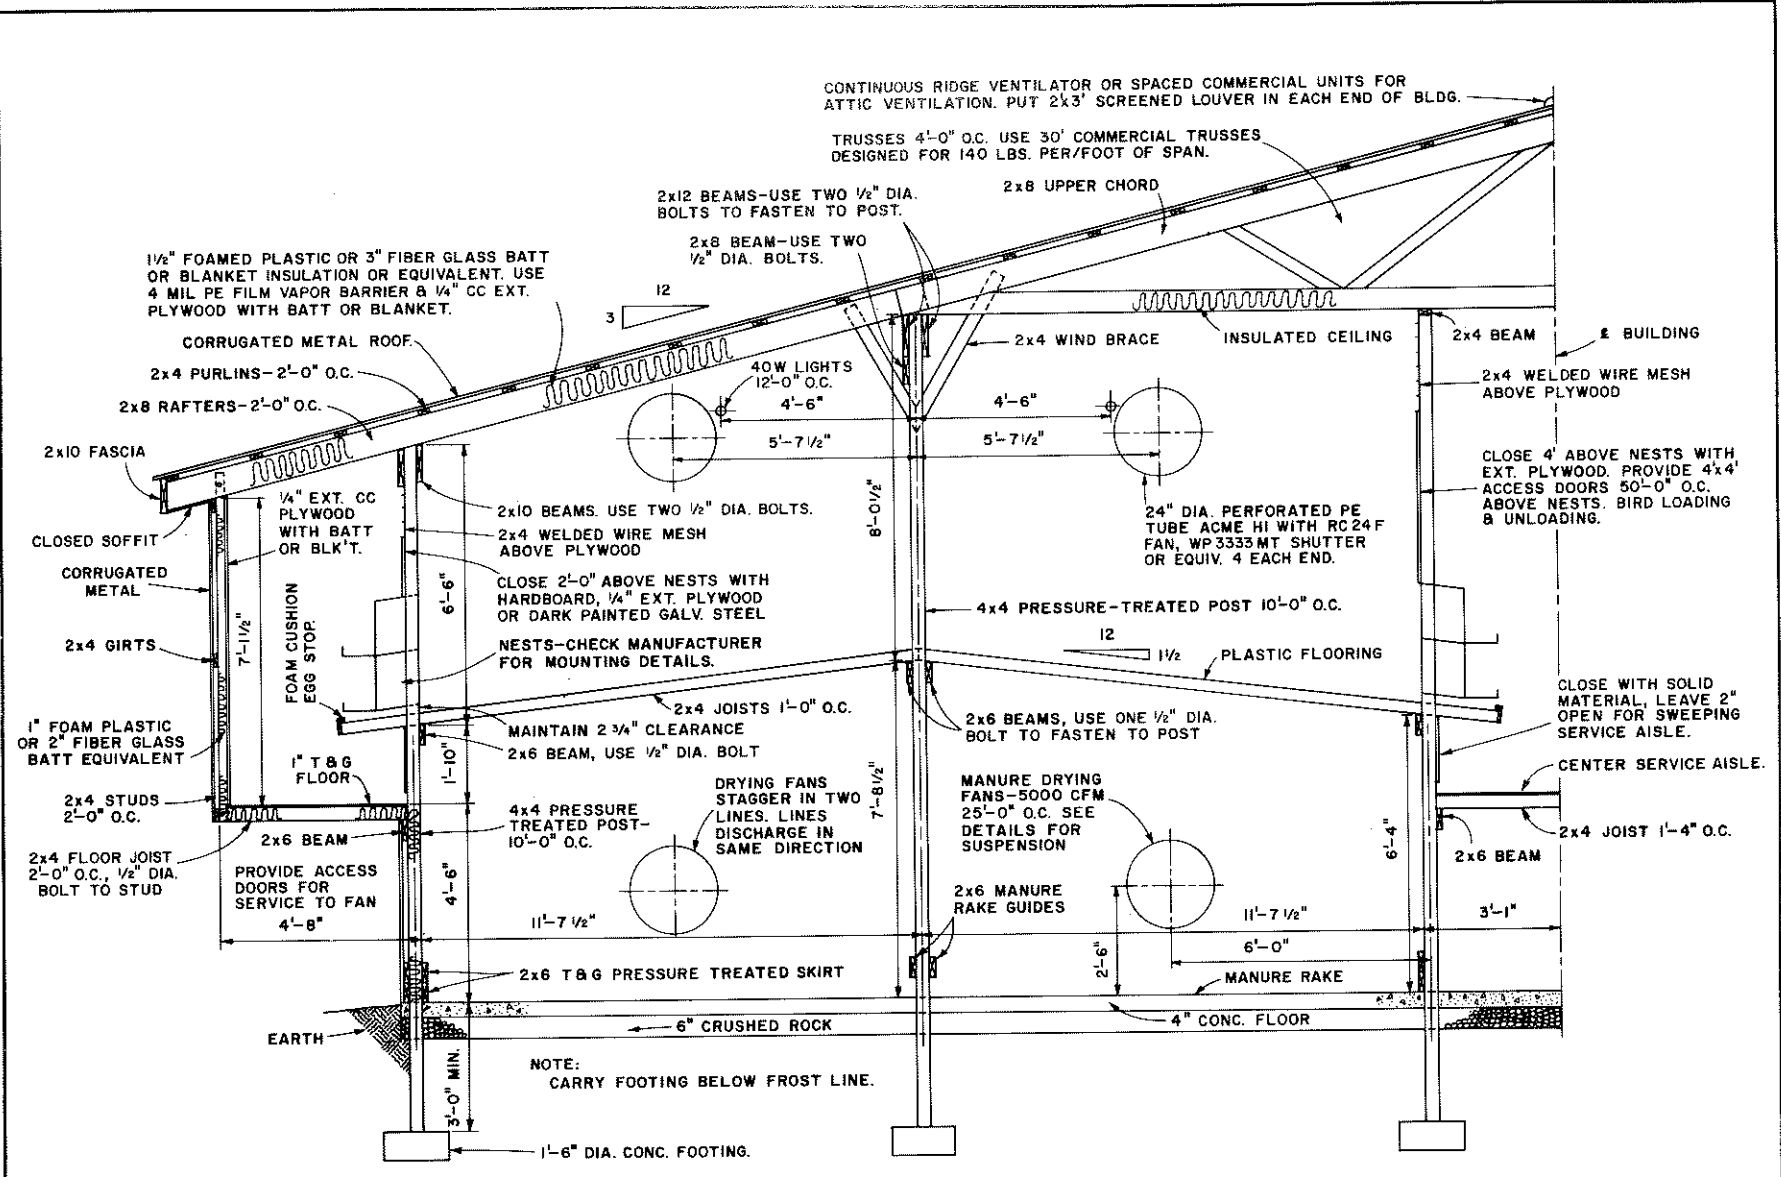 CONTINUOUS RIDGE VENTILATOR OR SPACED COMMERCIAL UNITS FOR
ATTIC VENTILATION. PUT 2'x3' SCREENED LOUVER IN EACH END OF BLDG.
TRUSSES 4'-0" O.C. USE 30' COMMERCIAL TRUSSES
DESIGNED FOR 140 LBS. PER/FOOT OF SPAN.
2x12 BEAMS-USE TWO 1/2" DIA.
BOLTS TO FASTEN TO POST.
2x8 UPPER CHORD
2x8 BEAM-USE TWO
1/2" DIA. BOLTS.
1 1/2" FOAMED PLASTIC OR 3" FIBER GLASS BATT
OR BLANKET INSULATION OR EQUIVALENT. USE
4 MIL PE FILM VAPOR BARRIER & 1/4" CC EXT.
PLYWOOD WITH BATT OR BLANKET.
12
3
CORRUGATED METAL ROOF.
2x4 PURLINS-2'-0" O.C.
2x8 RAFTERS-2'-0" O.C.
2x10 FASCIA
CLOSED SOFFIT
CORRUGATED
METAL
2x4 GIRTS
1" FOAM PLASTIC
OR 2" FIBER GLASS
BATT EQUIVALENT
2x4 STUDS
2'-0" O.C.
2x4 FLOOR JOIST
2'-0" O.C., 1/2" DIA.
BOLT TO STUD
1/4" EXT. CC
PLYWOOD
WITH BATT
OR BLK'T.
7'-1 1/2"
FOAM CUSHION
EGG STOP.
1" T & G
FLOOR
2x6 BEAM
PROVIDE ACCESS
DOORS FOR
SERVICE TO FAN
4'-8"
EARTH
40W LIGHTS
12'-0" O.C.
4'-6"
4'-6"
5'-7 1/2"
5'-7 1/2"
2x4 WIND BRACE
INSULATED CEILING
2x4 BEAM
℄ BUILDING
2x4 WELDED WIRE MESH
ABOVE PLYWOOD
CLOSE 4' ABOVE NESTS WITH
EXT. PLYWOOD. PROVIDE 4'x4'
ACCESS DOORS 50'-0" O.C.
ABOVE NESTS. BIRD LOADING
& UNLOADING.
2x10 BEAMS. USE TWO 1/2" DIA. BOLTS.
2x4 WELDED WIRE MESH
ABOVE PLYWOOD
CLOSE 2'-0" ABOVE NESTS WITH
HARDBOARD, 1/4" EXT. PLYWOOD
OR DARK PAINTED GALV. STEEL
NESTS-CHECK MANUFACTURER
FOR MOUNTING DETAILS.
6'-6"
8'-0 1/2"
24" DIA. PERFORATED PE
TUBE ACME HI WITH RC24F
FAN, WP3333MT SHUTTER
OR EQUIV. 4 EACH END.
4x4 PRESSURE-TREATED POST 10'-0" O.C.
12
1 1/2
PLASTIC FLOORING
2x4 JOISTS 1'-0" O.C.
MAINTAIN 2 3/4" CLEARANCE
2x6 BEAM, USE 1/2" DIA. BOLT
1'-10"
2x6 BEAMS, USE ONE 1/2" DIA.
BOLT TO FASTEN TO POST
CLOSE WITH SOLID
MATERIAL, LEAVE 2"
OPEN FOR SWEEPING
SERVICE AISLE.
CENTER SERVICE AISLE.
2x4 JOIST 1'-4" O.C.
2x6 BEAM
4x4 PRESSURE
TREATED POST-
10'-0" O.C.
DRYING FANS
STAGGER IN TWO
LINES. LINES
DISCHARGE IN
SAME DIRECTION
7'-8 1/2"
MANURE DRYING
FANS-5000 CFM
25'-0" O.C. SEE
DETAILS FOR
SUSPENSION
6'-4"
4'-6"
2x6 MANURE
RAKE GUIDES
11'-7 1/2"
11'-7 1/2"
3'-1"
6'-0"
2'-6"
2x6 T & G PRESSURE TREATED SKIRT
MANURE RAKE
6" CRUSHED ROCK
4" CONC. FLOOR
3'-0" MIN.
NOTE:
CARRY FOOTING BELOW FROST LINE.
1'-6" DIA. CONC. FOOTING.